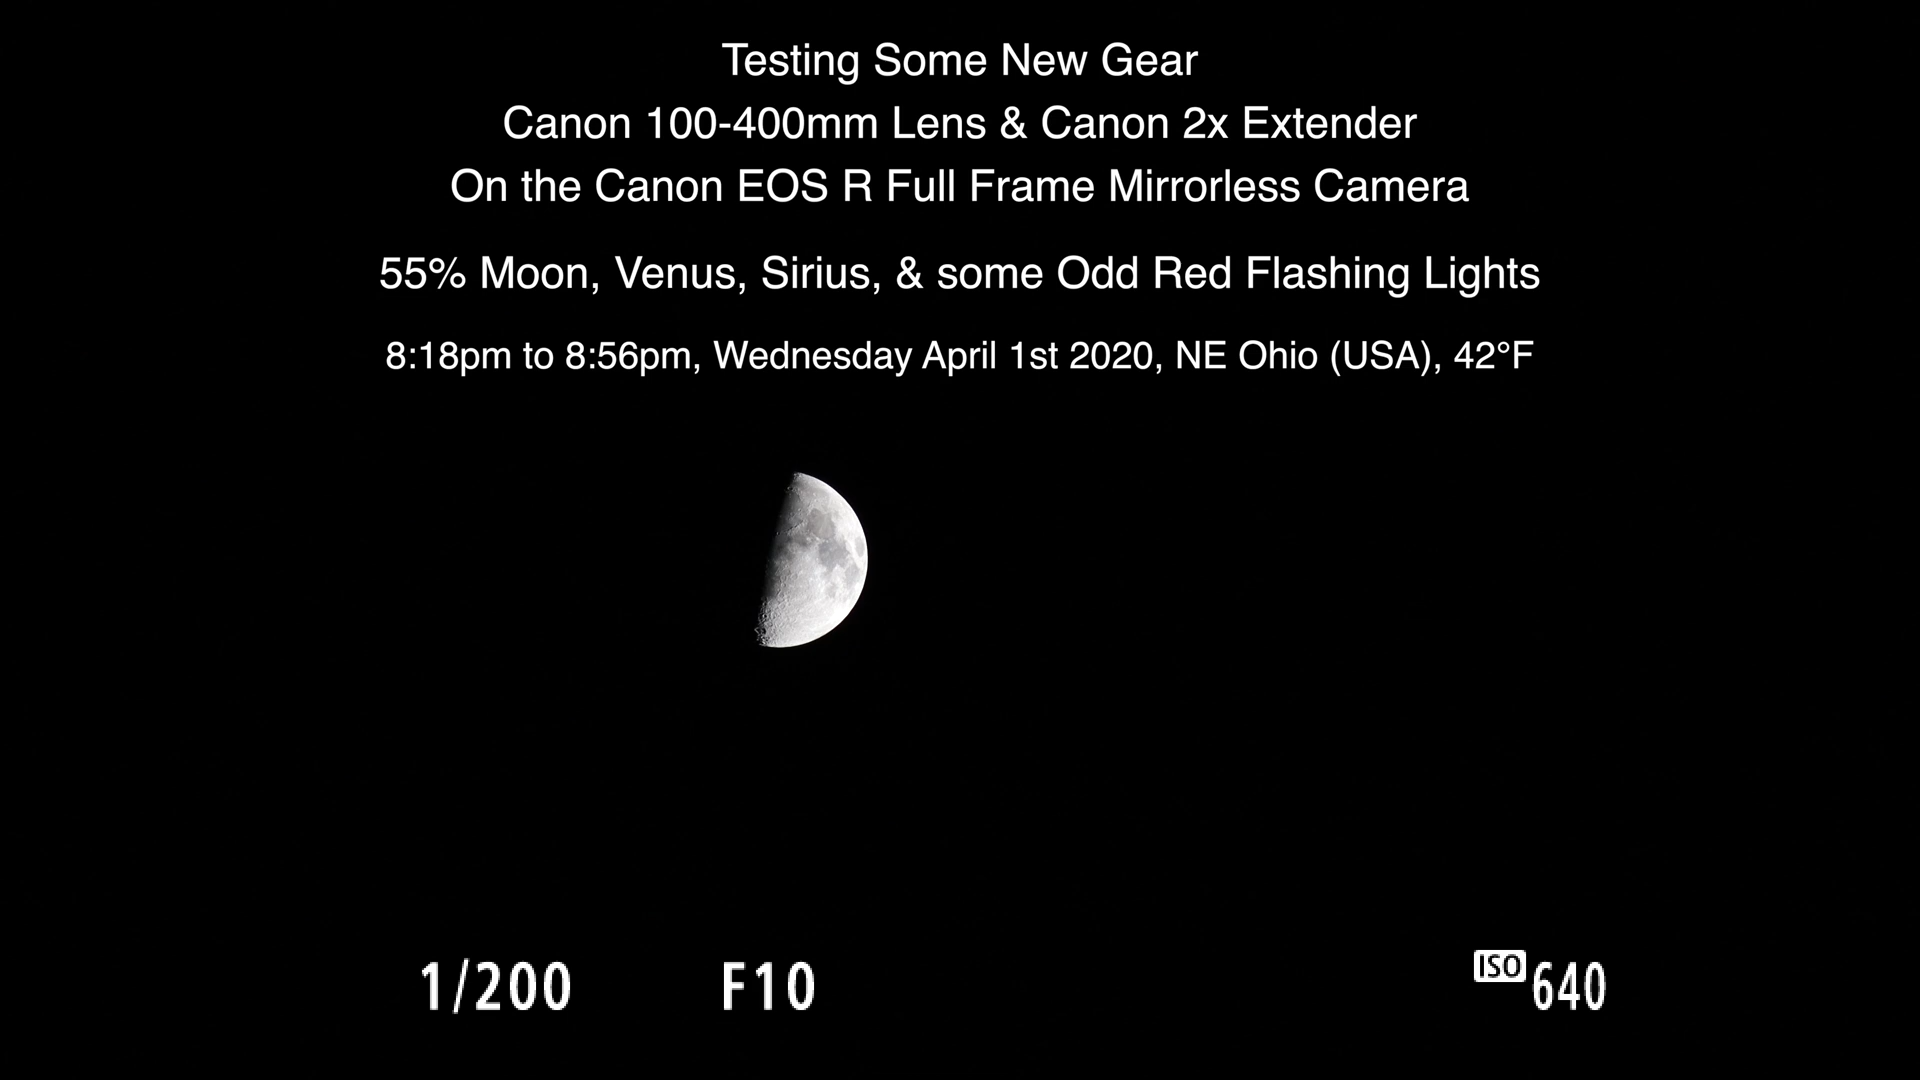 Testing Some New Gear
Canon 100-400mm Lens & Canon 2x Extender
On the Canon EOS R Full Frame Mirrorless Camera
55% Moon, Venus, Sirius, & some Odd Red Flashing Lights
8:18pm to 8:56pm, Wednesday April 1st 2020, NE Ohio (USA), 42°F
1/200 F10 ISO 640